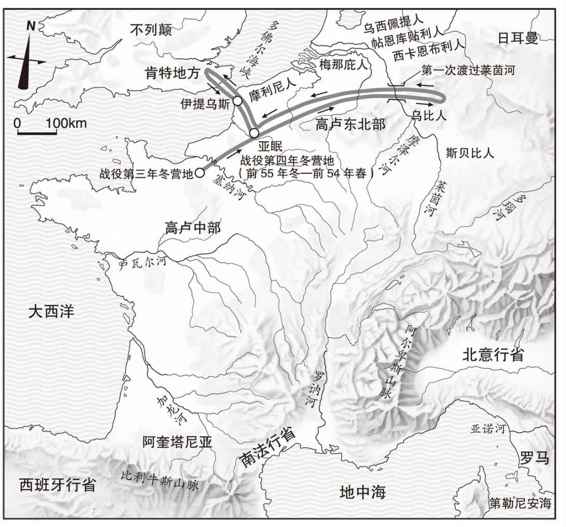 不列颠
多佛尔海峡
乌西佩提人
帖恩库贴利人
西卡恩布利人
日耳曼
N
肯特地方
梅那庇人
第一次渡过莱茵河
伊提乌斯
摩利尼人
0 100km
高卢东北部
乌比人
亚眠
战役第四年冬营地
(前55年冬—前54年春)
摩泽尔河
斯贝比人
战役第三年冬营地
塞纳河
莱茵河
多瑙河
高卢中部
卢瓦尔河
大西洋
阿尔卑斯山脉
北意行省
罗讷河
加龙河
阿奎塔尼亚
南法行省
亚诺河
罗马
西班牙行省
比利牛斯山脉
地中海
第勒尼安海